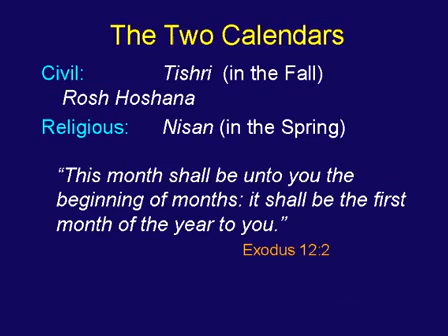 The Two Calendars
Civil: Tishri (in the Fall)
Rosh Hoshana
Religious: Nisan (in the Spring)
“This month shall be unto you the
beginning of months: it shall be the first
month of the year to you.”
Exodus 12:2